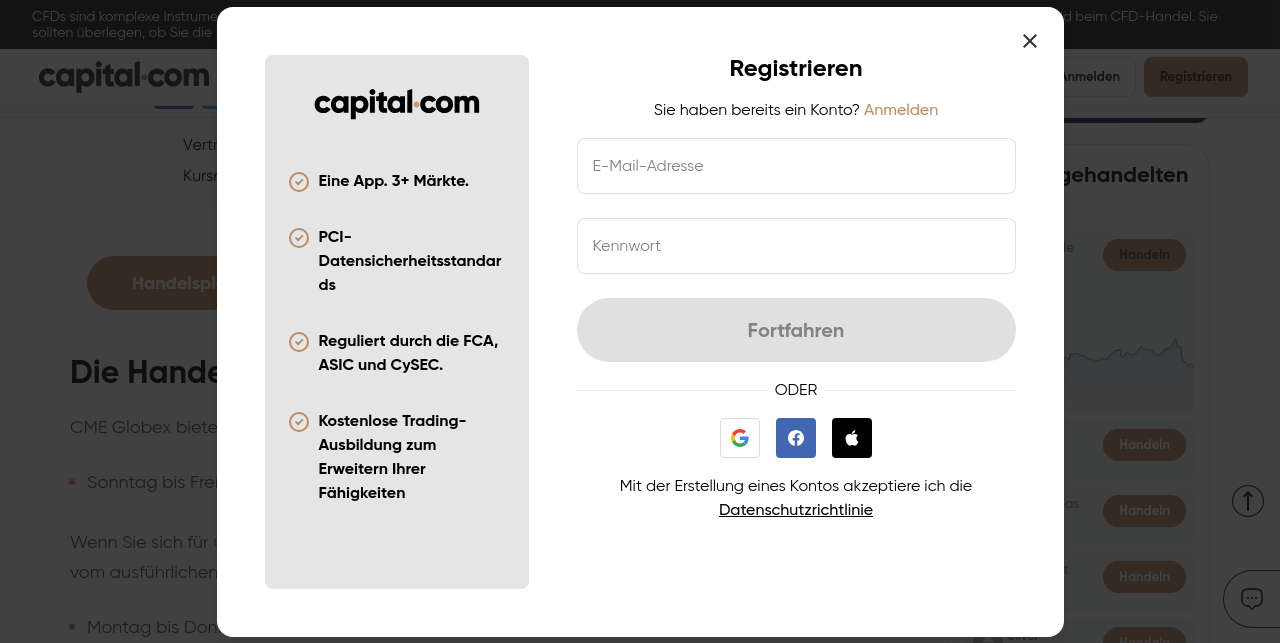 CFDs sind komplexe Instrume
d beim CFD-Handel. Sie
sollten überlegen, ob Sie die
capital.com
Anmelden
Registrieren
Vertr
Kursr
Handelspl
Die Hande
CME Globex biete
Sonntag bis Frei
Wenn Sie sich für
vom ausführlichen
Montag bis Don
gehandelten
Handeln
Handeln
Handeln
Handeln
Handeln
capital.com
Eine App. 3+ Märkte.
PCI-
Datensicherheitsstandar
ds
Reguliert durch die FCA,
ASIC und CySEC.
Kostenlose Trading-
Ausbildung zum
Erweitern Ihrer
Fähigkeiten
Registrieren
Sie haben bereits ein Konto? Anmelden
E-Mail-Adresse
Kennwort
Fortfahren
ODER
Mit der Erstellung eines Kontos akzeptiere ich die
Datenschutzrichtlinie